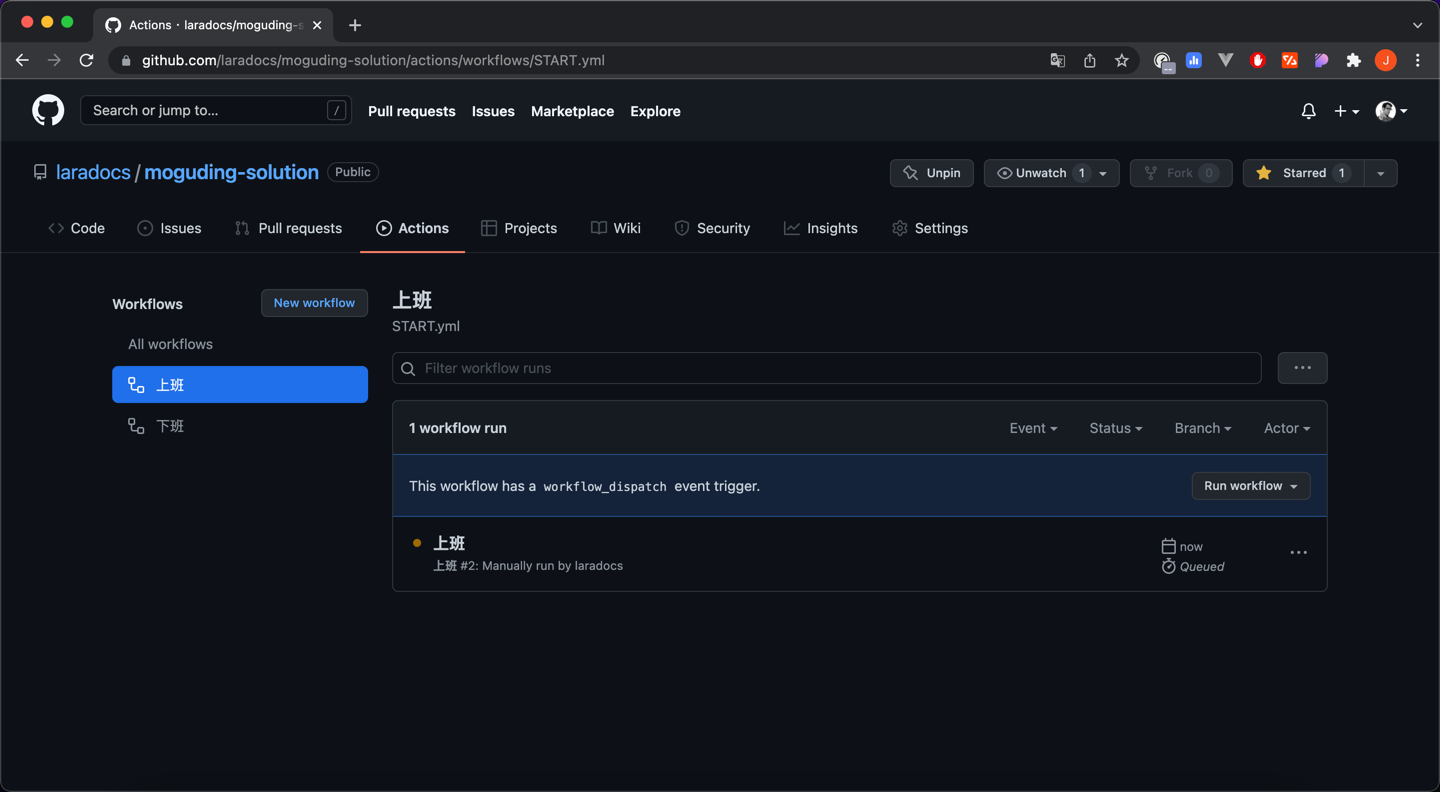 Actions · laradocs/moguding-s
github.com/laradocs/moguding-solution/actions/workflows/START.yml
J
Search or jump to... /
Pull requests Issues Marketplace Explore
laradocs / moguding-solution Public
Unpin Unwatch 1 Fork 0 Starred 1
Code Issues Pull requests Actions Projects Wiki Security Insights Settings
Workflows New workflow
All workflows
上班
下班
上班
START.yml
Filter workflow runs
1 workflow run Event Status Branch Actor
This workflow has a workflow_dispatch event trigger. Run workflow
上班
上班 #2: Manually run by laradocs
now
Queued